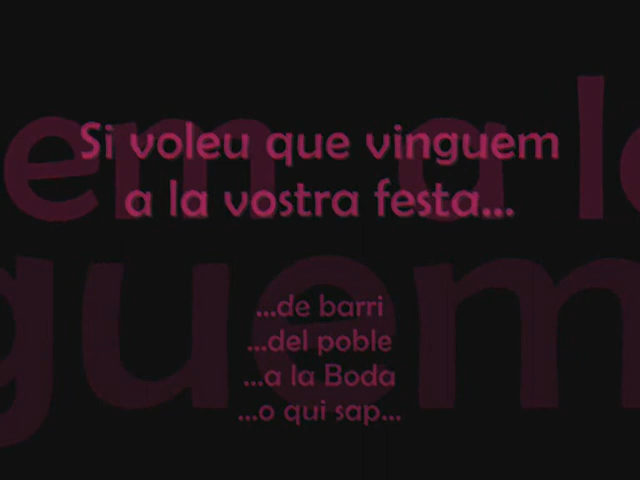 Si voleu que vinguem
a la vostra festa...
...de barri
...del poble
...a la Boda
...o qui sap...